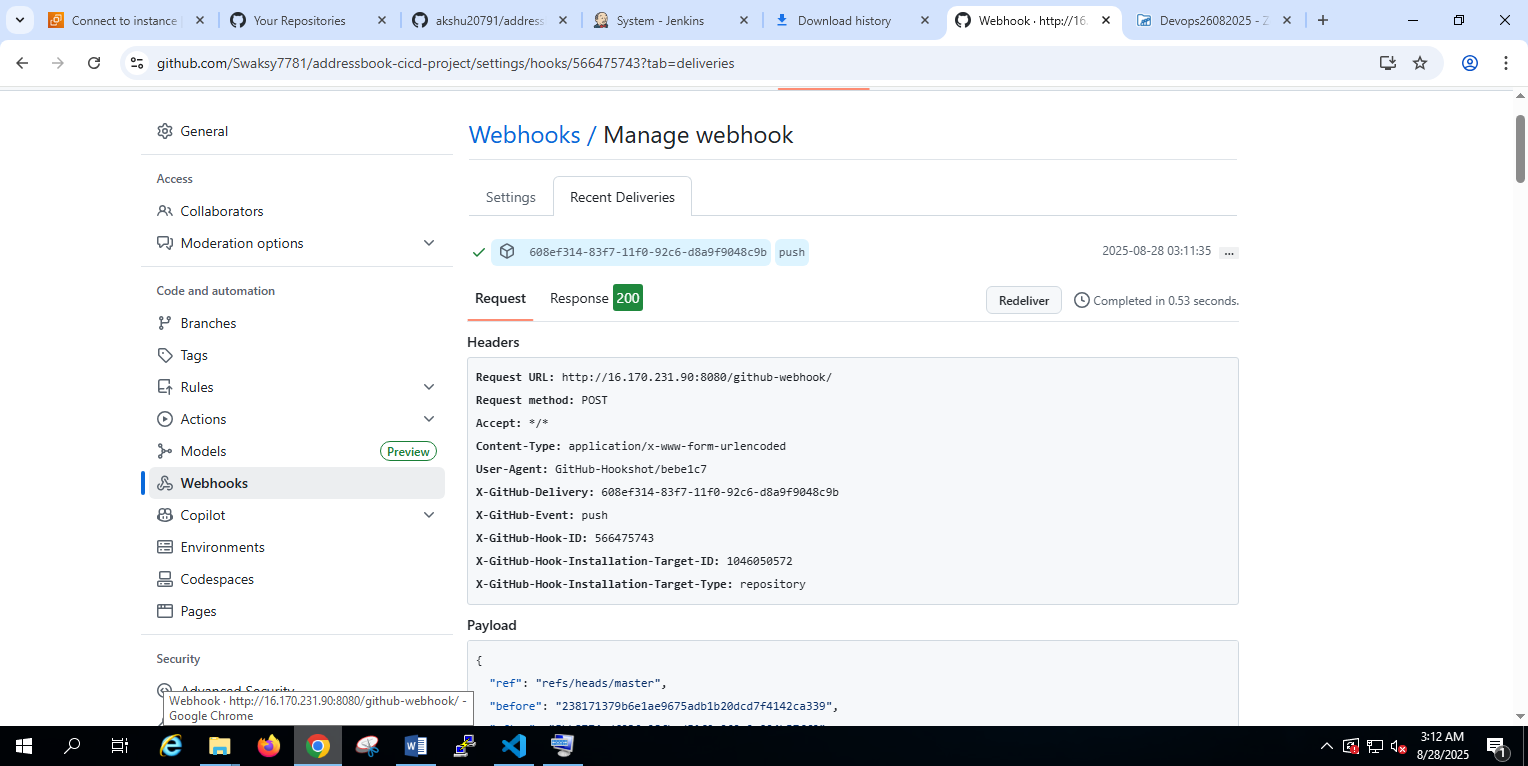 Connect to instance
Your Repositories
akshu20791/address
System - Jenkins
Download history
Webhook · http://16.
Devops26082025 - Z
github.com/Swaksy7781/addressbook-cicd-project/settings/hooks/566475743?tab=deliveries
General
Access
Collaborators
Moderation options
Code and automation
Branches
Tags
Rules
Actions
Models Preview
Webhooks
Copilot
Environments
Codespaces
Pages
Security
Advanced Security
Webhook · http://16.170.231.90:8080/github-webhook/ -
Google Chrome
Webhooks / Manage webhook
Settings Recent Deliveries
608ef314-83f7-11f0-92c6-d8a9f9048c9b push 2025-08-28 03:11:35 ...
Request Response 200 Redeliver Completed in 0.53 seconds.
Headers
Request URL: http://16.170.231.90:8080/github-webhook/
Request method: POST
Accept: */*
Content-Type: application/x-www-form-urlencoded
User-Agent: GitHub-Hookshot/bebe1c7
X-GitHub-Delivery: 608ef314-83f7-11f0-92c6-d8a9f9048c9b
X-GitHub-Event: push
X-GitHub-Hook-ID: 566475743
X-GitHub-Hook-Installation-Target-ID: 1046050572
X-GitHub-Hook-Installation-Target-Type: repository
Payload
{
"ref": "refs/heads/master",
"before": "238171379b6e1ae9675adb1b20dcd7f4142ca339",
3:12 AM
8/28/2025
1